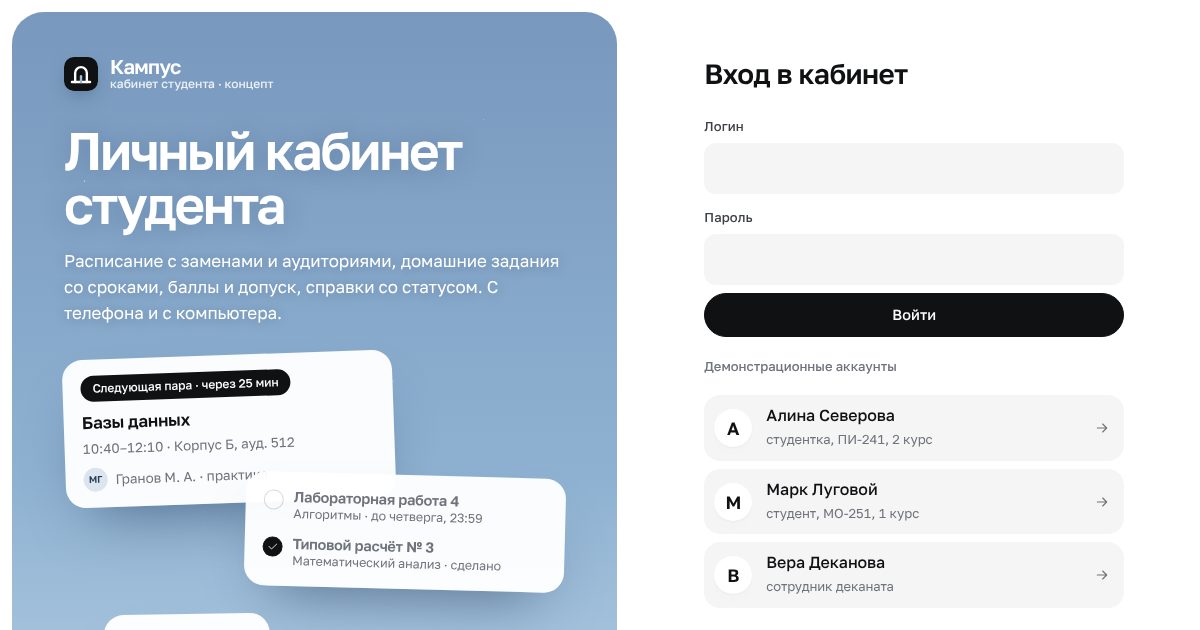 Кампус
кабинет студента · концепт
Личный кабинет
студента
Расписание с заменами и аудиториями, домашние задания
со сроками, баллы и допуск, справки со статусом. С
телефона и с компьютера.
Следующая пара · через 25 мин
Базы данных
10:40–12:10 · Корпус Б, ауд. 512
МГ
Гранов М. А. ·
Лабораторная работа 4
Алгоритмы · до четверга, 23:59
Типовой расчёт № 3
Математический анализ · сделано
Вход в кабинет
Логин
Пароль
Войти
Демонстрационные аккаунты
А
Алина Северова
студентка, ПИ-241, 2 курс
М
Марк Луговой
студент, МО-251, 1 курс
В
Вера Деканова
сотрудник деканата